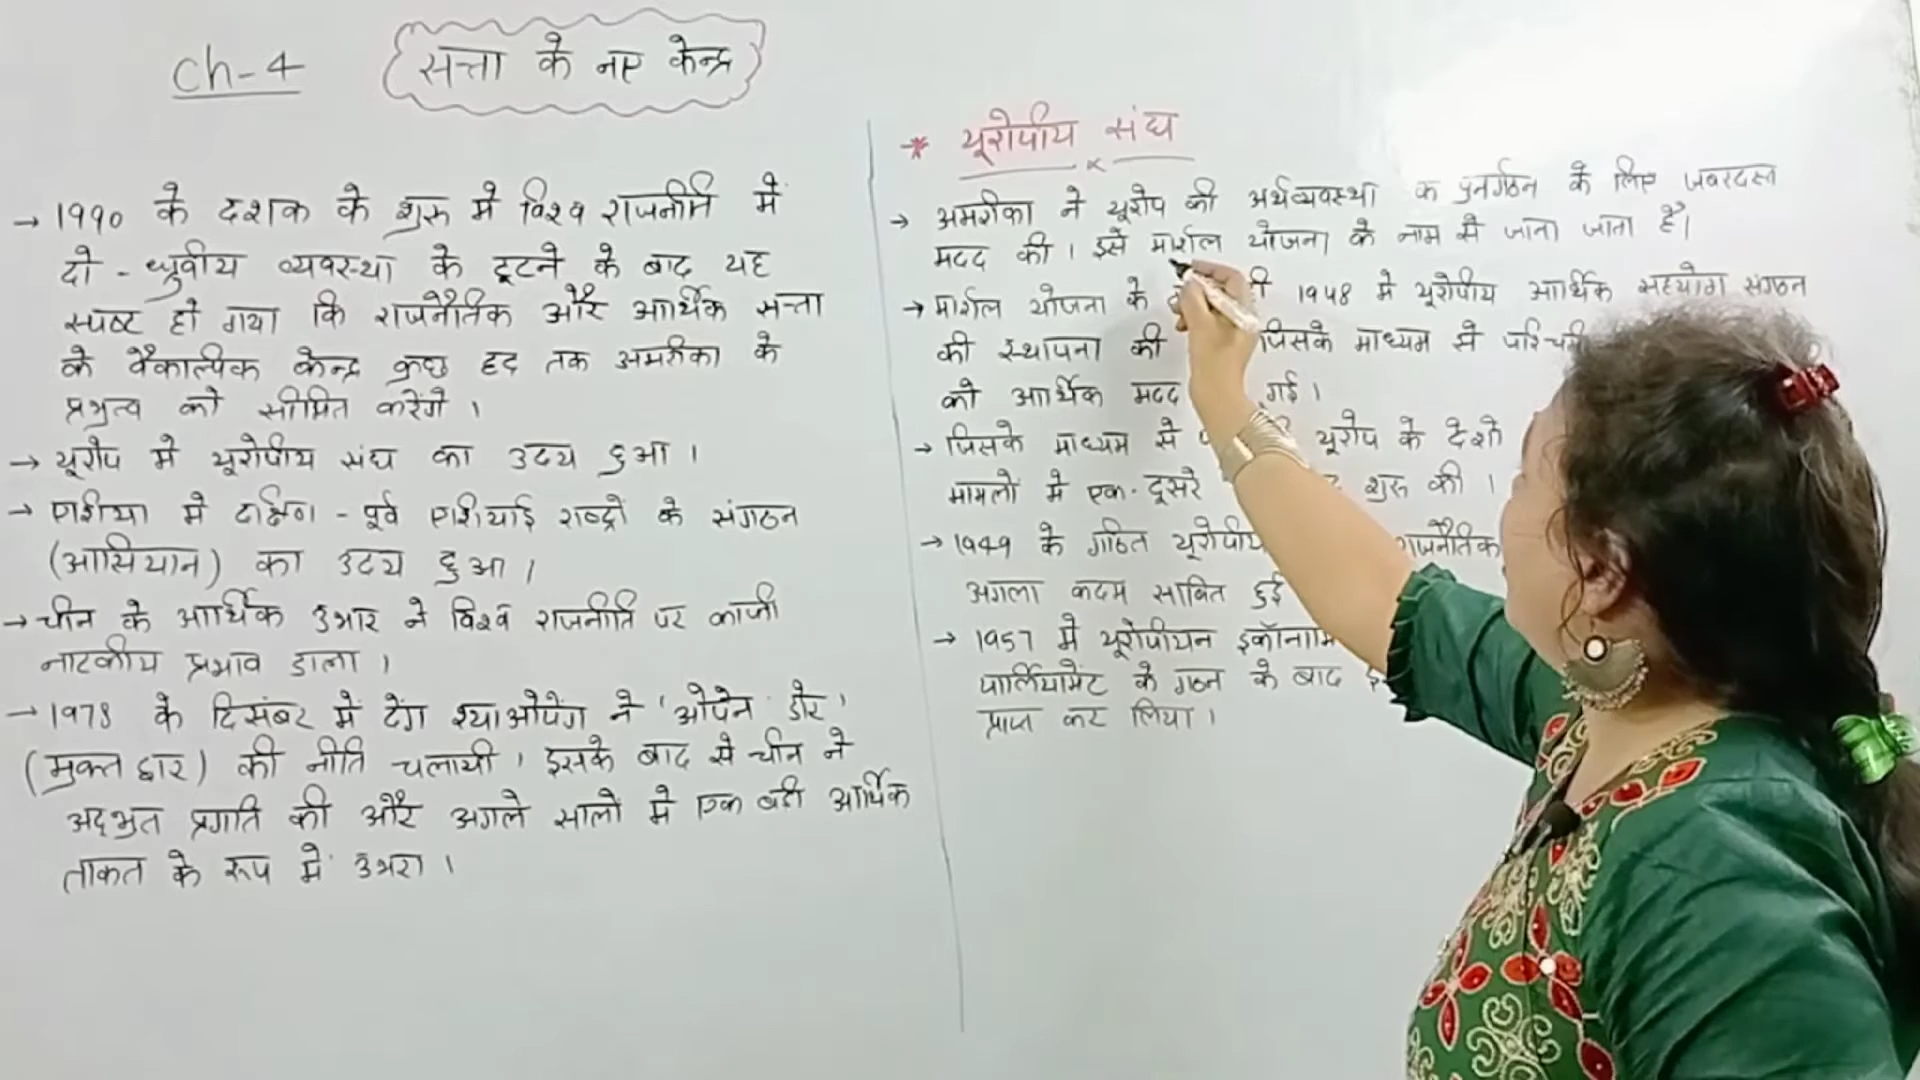 Ch-4
सत्ता के नए केन्द्र
→ 1990 के दशक के शुरू मे विश्व राजनीति में
दो - ध्रुवीय व्यवस्था के टूटने के बाद यह
स्पष्ट हो गया कि राजनैतिक और आर्थिक सत्ता
के वैकाल्पिक केन्द्र कुछ हद तक अमरीका के
प्रभुत्व को सीमित करेंगे ।
→ यूरोप मे यूरोपीय संघ का उदय हुआ ।
→ एशिया मे दक्षिण - पूर्व एशियाई राष्ट्रों के संगठन
(आसियान) का उदय हुआ ।
→ चीन के आर्थिक उभार ने विश्व राजनीति पर काफी
नाटकीय प्रभाव डाला ।
→ 1978 के दिसंबर में देंग श्याओपेंग ने 'ओपेन डोर'
(मुक्त द्वार) की नीति चलायी । इसके बाद से चीन ने
अद्भुत प्रगति की और अगले सालो मे एक बडी आर्थिक
ताकत के रूप में उभरा ।
* यूरोपीय संघ
→ अमरीका ने यूरोप की अर्थव्यवस्था क पुनर्गठन के लिए जबरदस्त
मदद की । इसे मार्शल योजना के नाम से जाना जाता है।
→ मार्शल योजना के 1948 मे यूरोपीय आर्थिक सहयोग संगठन
की स्थापना की जिसके माध्यम से
को आर्थिक मदद गई ।
→ जिसके माध्यम से यूरोप के देशो
मामलो मे एक-दूसरे शुरू की ।
→ 1949 के गठित राजनैतिक
अगला कदम साबित हुई
→ 1957 मे यूरोपीयन
पार्लियामेंट के गठन के बाद
प्राप्त कर लिया ।